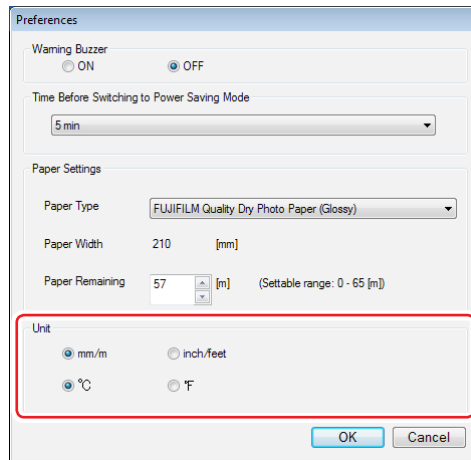 Preferences
Warning Buzzer
ON OFF
Time Before Switching to Power Saving Mode
5 min
Paper Settings
Paper Type FUJIFILM Quality Dry Photo Paper (Glossy)
Paper Width 210 [mm]
Paper Remaining 57 [m] (Settable range: 0 - 65 [m])
Unit
mm/m inch/feet
℃ ℉
OK Cancel